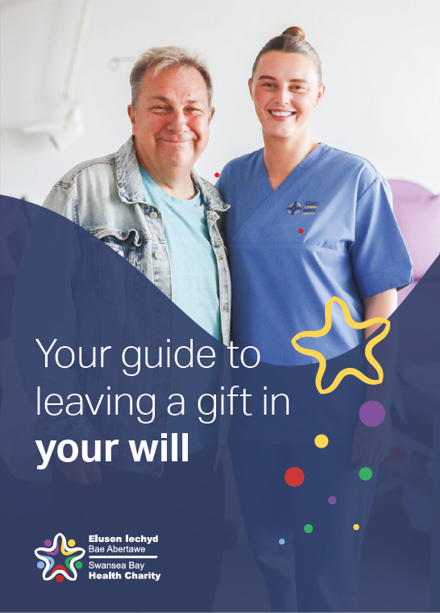 Your guide to
leaving a gift in
your will
Elusen Iechyd
Bae Abertawe
Swansea Bay
Health Charity